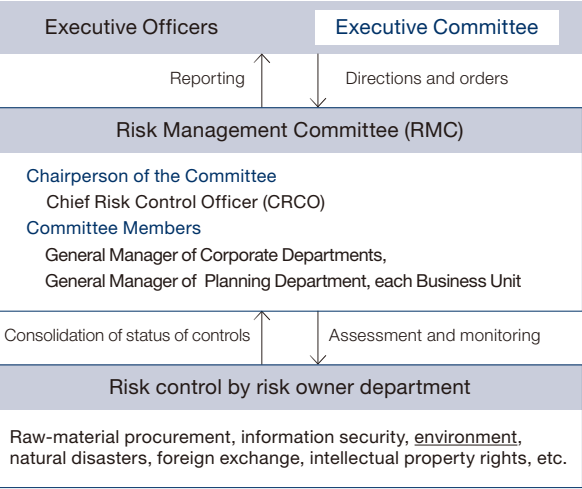 Executive Officers
Executive Committee
Reporting
Directions and orders
Risk Management Committee (RMC)
Chairperson of the Committee
Chief Risk Control Officer (CRCO)
Committee Members
General Manager of Corporate Departments,
General Manager of Planning Department, each Business Unit
Consolidation of status of controls
Assessment and monitoring
Risk control by risk owner department
Raw-material procurement, information security, environment,
natural disasters, foreign exchange, intellectual property rights, etc.